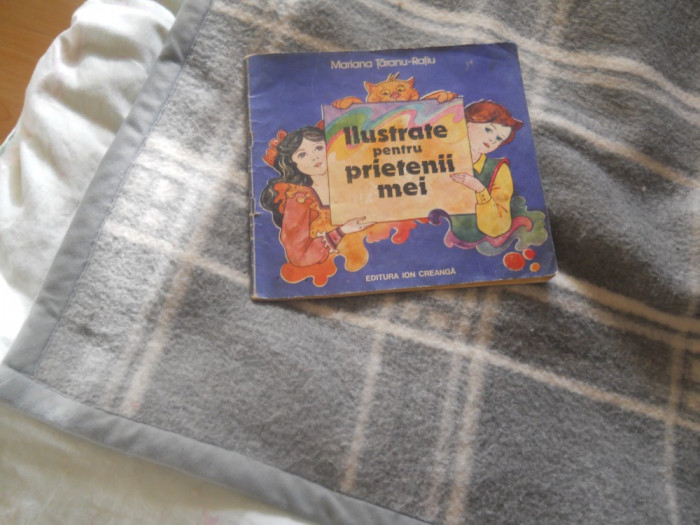 Mariana Țăranu-Rațiu
Ilustrate
pentru
prietenii
mei
EDITURA ION CREANGĂ